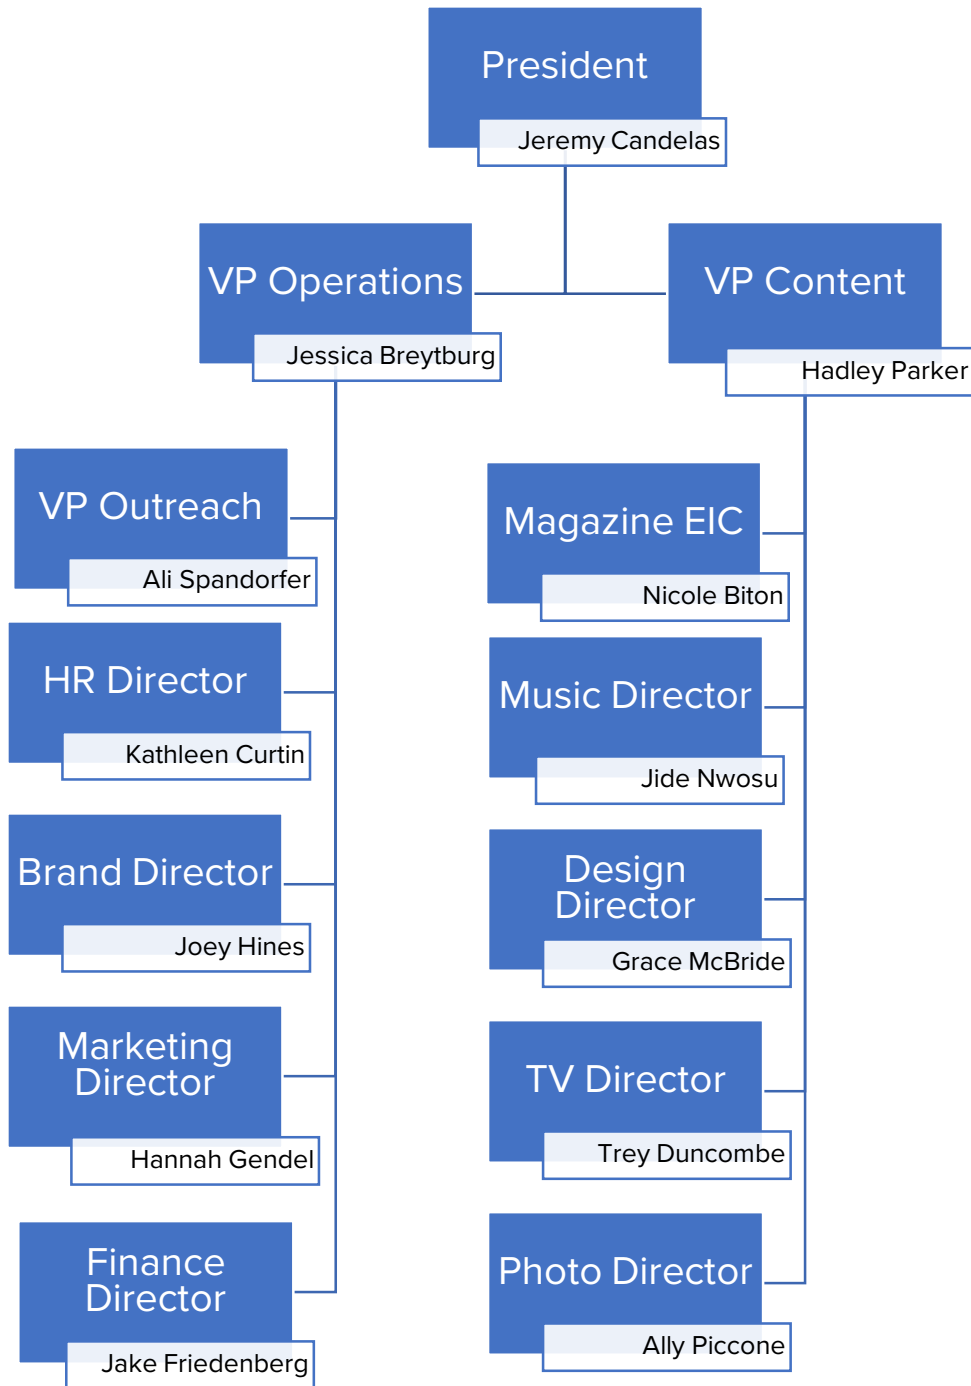 President
Jeremy Candelas
VP Operations
Jessica Breytburg
VP Content
Hadley Parker
VP Outreach
Ali Spandorfer
HR Director
Kathleen Curtin
Brand Director
Joey Hines
Marketing
Director
Hannah Gendel
Finance
Director
Jake Friedenberg
Magazine EIC
Nicole Biton
Music Director
Jide Nwosu
Design
Director
Grace McBride
TV Director
Trey Duncombe
Photo Director
Ally Piccone